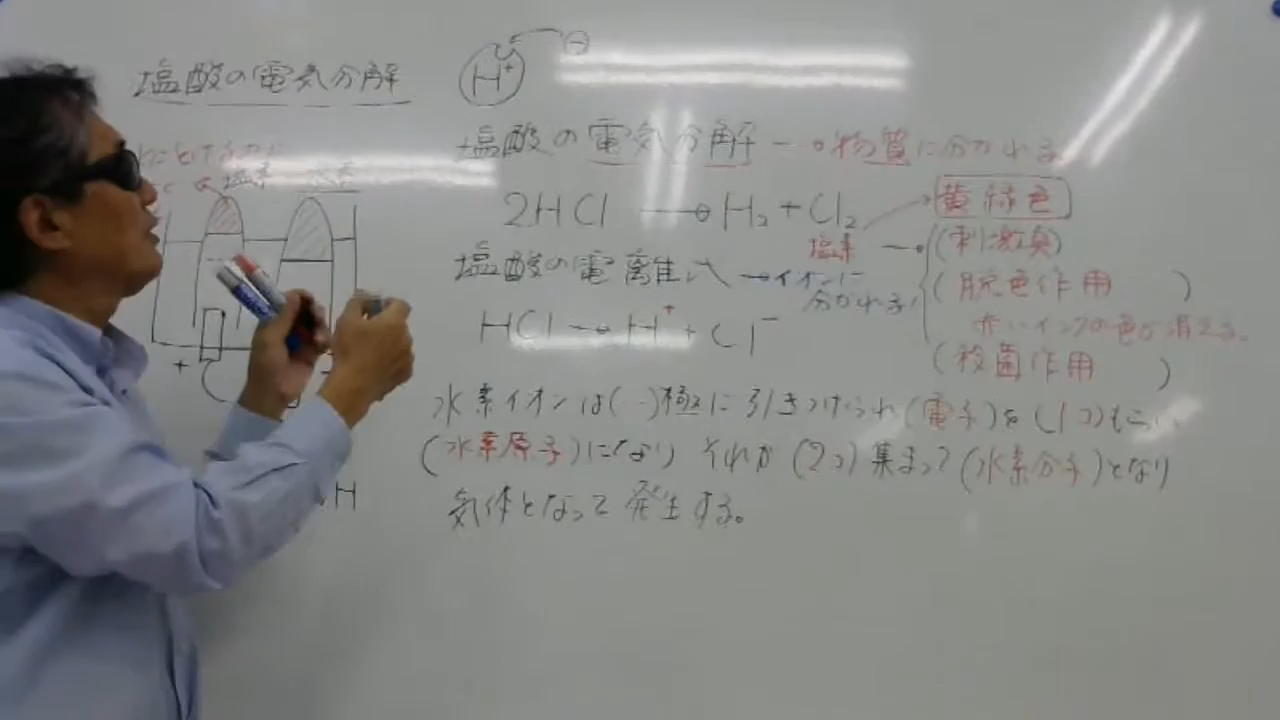 塩酸の電気分解
H⁺ ⊖
塩素 水素
+
H
塩酸の電気分解 → 物質に分かれる
2HCl → H₂ + Cl₂
塩素 → 黄緑色
(刺激臭)
(脱色作用)
赤いインクの色が消える。
(殺菌作用)
塩酸の電離式 → イオンに
分かれる
HCl → H⁺ + Cl⁻
水素イオンは(-)極に引きつけられ(電子)を(1コ)もらい
(水素原子)になり それが(2コ)集まって(水素分子)となり
気体となって発生する。